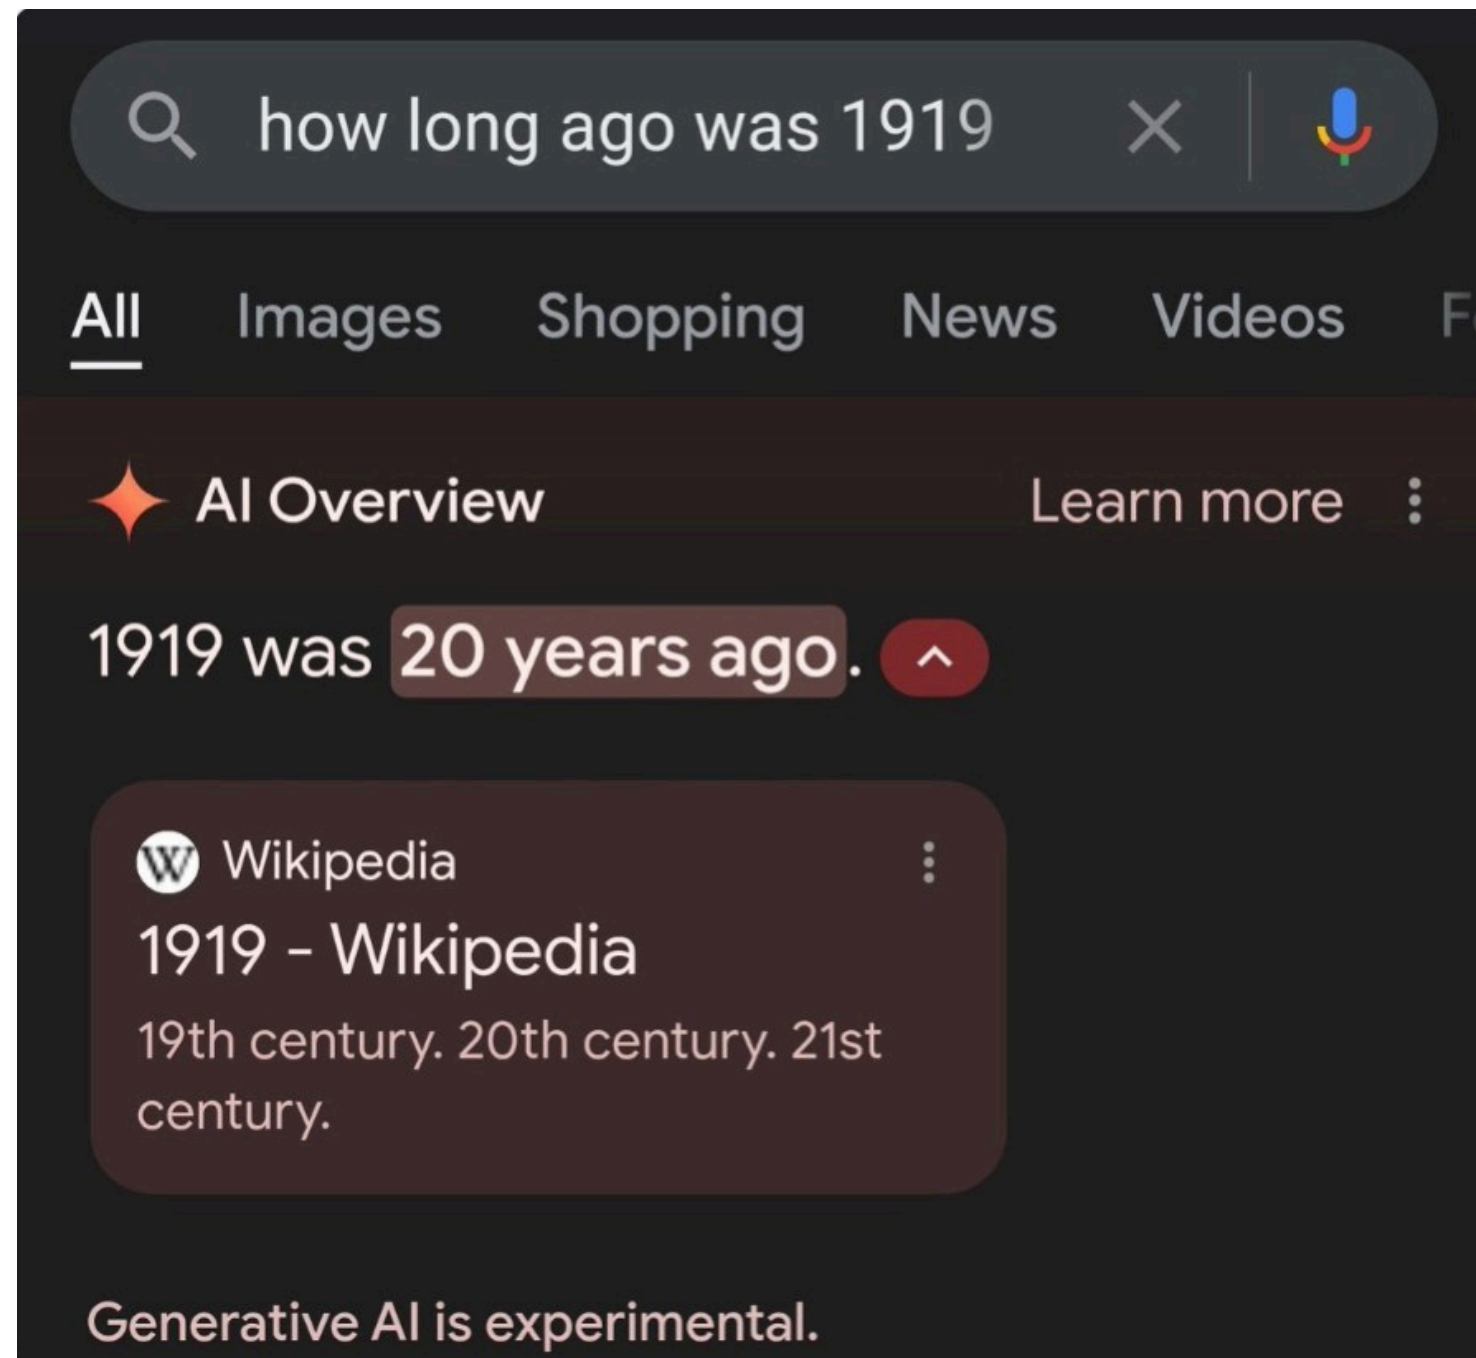 how long ago was 1919
All Images Shopping News Videos
AI Overview Learn more
1919 was 20 years ago.
Wikipedia
1919 - Wikipedia
19th century. 20th century. 21st
century.
Generative AI is experimental.